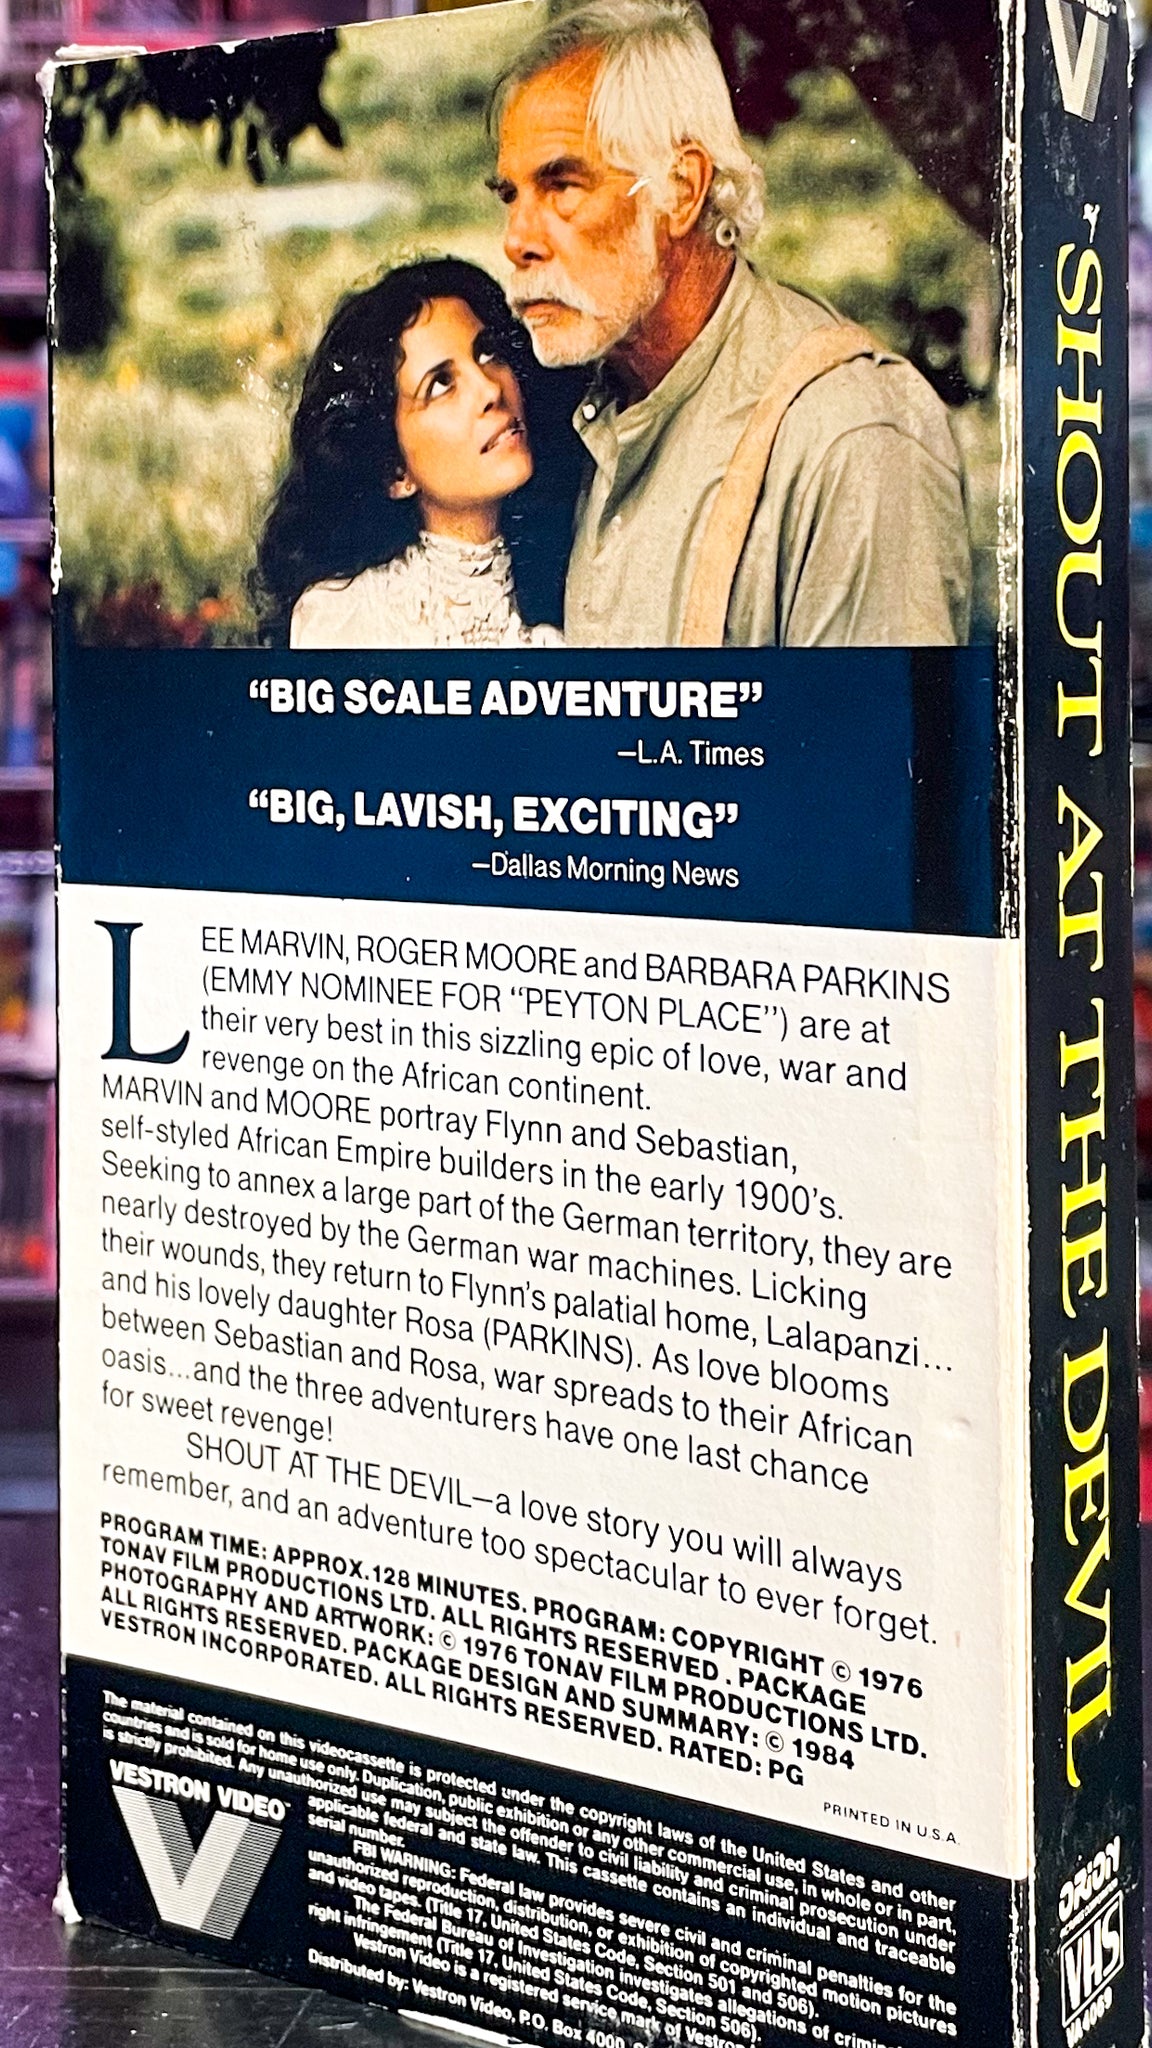 “BIG SCALE ADVENTURE”
–L.A. Times
“BIG, LAVISH, EXCITING”
–Dallas Morning News
LEE MARVIN, ROGER MOORE and BARBARA PARKINS
(EMMY NOMINEE FOR “PEYTON PLACE”) are at
their very best in this sizzling epic of love, war and
revenge on the African continent.
MARVIN and MOORE portray Flynn and Sebastian,
self-styled African Empire builders in the early 1900’s.
Seeking to annex a large part of the German territory, they are
nearly destroyed by the German war machines. Licking
their wounds, they return to Flynn’s palatial home, Lalapanzi...
and his lovely daughter Rosa (PARKINS). As love blooms
between Sebastian and Rosa, war spreads to their African
oasis...and the three adventurers have one last chance
for sweet revenge!
SHOUT AT THE DEVIL–a love story you will always
remember, and an adventure too spectacular to ever forget.
PROGRAM TIME: APPROX. 128 MINUTES. PROGRAM: COPYRIGHT © 1976
TONAV FILM PRODUCTIONS LTD. ALL RIGHTS RESERVED. PACKAGE
PHOTOGRAPHY AND ARTWORK: © 1976 TONAV FILM PRODUCTIONS LTD.
ALL RIGHTS RESERVED. PACKAGE DESIGN AND SUMMARY: © 1984
VESTRON INCORPORATED. ALL RIGHTS RESERVED. RATED: PG
PRINTED IN U.S.A.
VESTRON VIDEO™
V
The material contained on this videocassette is protected under the copyright laws of the United States and other
countries and is sold for home use only. Duplication, public exhibition or any other commercial use, in whole or in part,
is strictly prohibited. Any unauthorized use may subject the offender to civil liability and criminal prosecution under
applicable federal and state law. This cassette contains an individual and traceable
serial number.
FBI WARNING: Federal law provides severe civil and criminal penalties for the
unauthorized reproduction, distribution, or exhibition of copyrighted motion pictures
and video tapes. (Title 17, United States Code, Section 501 and 506).
The Federal Bureau of Investigation investigates allegations of
right infringement (Title 17, United States Code, Section 506).
Vestron Video is a registered service mark of
Distributed by: Vestron Video, P.O. Box 4000,
V
SHOUT AT THE DEVIL
ORION
VHS
VA 4069